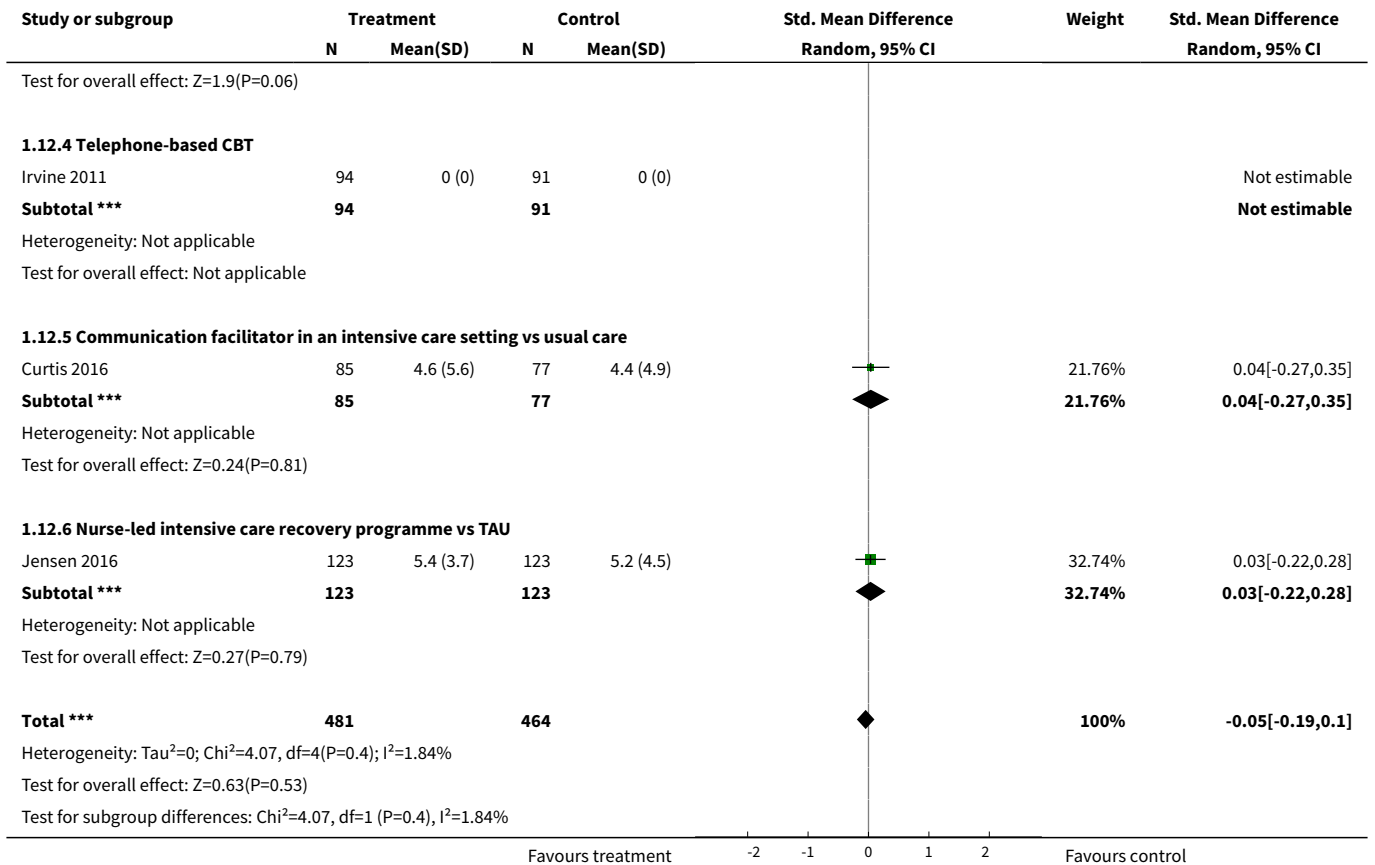 Study or subgroup Treatment Control Std. Mean Difference Weight Std. Mean Difference
N Mean(SD) N Mean(SD) Random, 95% CI Random, 95% CI
Test for overall effect: Z=1.9(P=0.06)
1.12.4 Telephone-based CBT
Irvine 2011 94 0 (0) 91 0 (0) Not estimable
Subtotal *** 94 91 Not estimable
Heterogeneity: Not applicable
Test for overall effect: Not applicable
1.12.5 Communication facilitator in an intensive care setting vs usual care
Curtis 2016 85 4.6 (5.6) 77 4.4 (4.9) 21.76% 0.04[-0.27,0.35]
Subtotal *** 85 77 21.76% 0.04[-0.27,0.35]
Heterogeneity: Not applicable
Test for overall effect: Z=0.24(P=0.81)
1.12.6 Nurse-led intensive care recovery programme vs TAU
Jensen 2016 123 5.4 (3.7) 123 5.2 (4.5) 32.74% 0.03[-0.22,0.28]
Subtotal *** 123 123 32.74% 0.03[-0.22,0.28]
Heterogeneity: Not applicable
Test for overall effect: Z=0.27(P=0.79)
Total *** 481 464 100% -0.05[-0.19,0.1]
Heterogeneity: Tau²=0; Chi²=4.07, df=4(P=0.4); I²=1.84%
Test for overall effect: Z=0.63(P=0.53)
Test for subgroup differences: Chi²=4.07, df=1 (P=0.4), I²=1.84%
Favours treatment -2 -1 0 1 2 Favours control